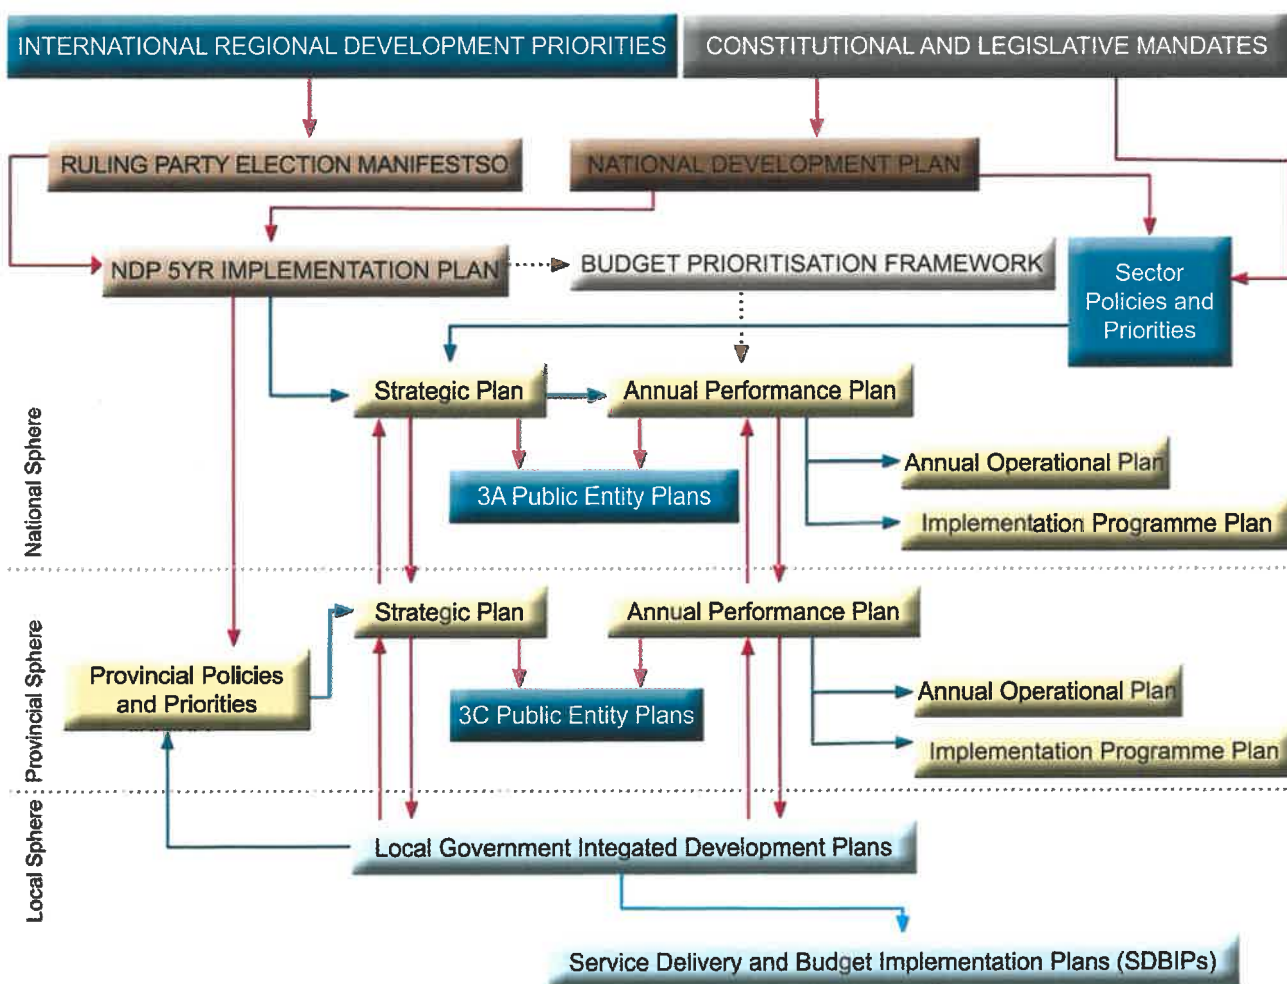 INTERNATIONAL REGIONAL DEVELOPMENT PRIORITIES
CONSTITUTIONAL AND LEGISLATIVE MANDATES
RULING PARTY ELECTION MANIFESTSO
NATIONAL DEVELOPMENT PLAN
NDP 5YR IMPLEMENTATION PLAN
BUDGET PRIORITISATION FRAMEWORK
Sector
Policies and
Priorities
National Sphere
Strategic Plan
Annual Performance Plan
Annual Operational Plan
3A Public Entity Plans
Implementation Programme Plan
Provincial Sphere
Strategic Plan
Annual Performance Plan
Provincial Policies
and Priorities
Annual Operational Plan
3C Public Entity Plans
Implementation Programme Plan
Local Sphere
Local Government Integated Development Plans
Service Delivery and Budget Implementation Plans (SDBIPs)